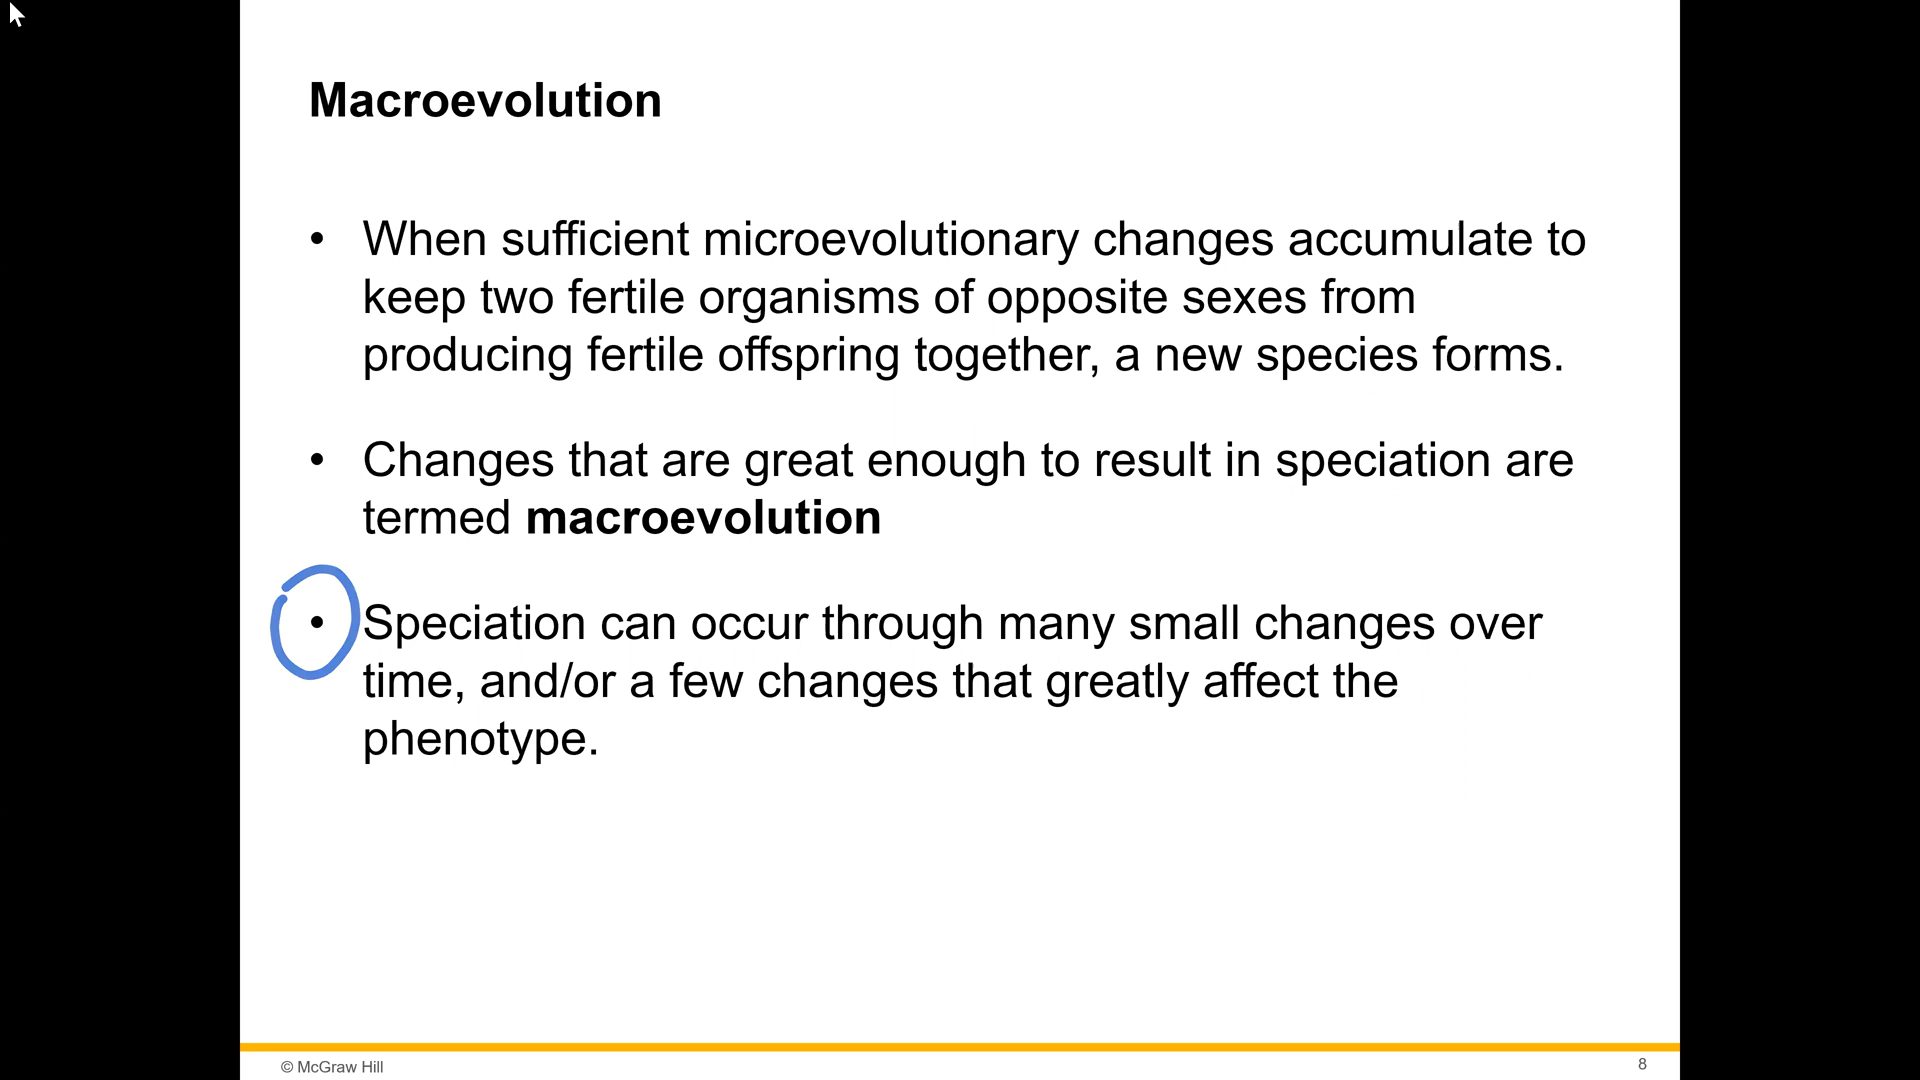 Macroevolution
• When sufficient microevolutionary changes accumulate to
keep two fertile organisms of opposite sexes from
producing fertile offspring together, a new species forms.
• Changes that are great enough to result in speciation are
termed macroevolution
• Speciation can occur through many small changes over
time, and/or a few changes that greatly affect the
phenotype.
© McGraw Hill
8